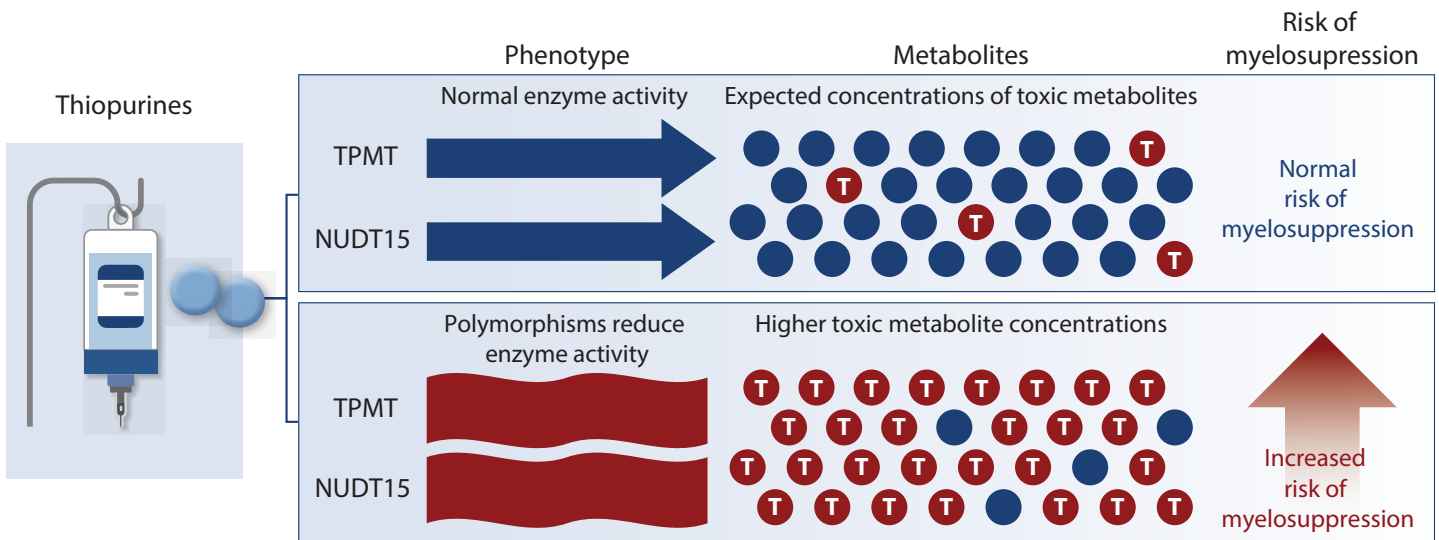 Thiopurines
Phenotype
Metabolites
Risk of
myelosupression
Normal enzyme activity
Expected concentrations of toxic metabolites
TPMT
T
T
NUDT15
T
T
Normal
risk of
myelosuppression
Polymorphisms reduce
enzyme activity
Higher toxic metabolite concentrations
TPMT
T T T T T T T T
T T T T T T
NUDT15
T T T T T T T
T T T T T T T
Increased
risk of
myelosuppression